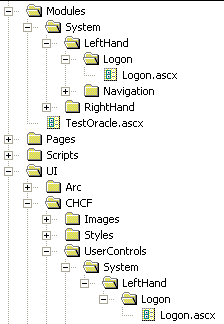 Modules
System
LeftHand
Logon
Logon.ascx
Navigation
RightHand
TestOracle.ascx
Pages
Scripts
UI
Arc
CHCF
Images
Styles
UserControls
System
LeftHand
Logon
Logon.ascx